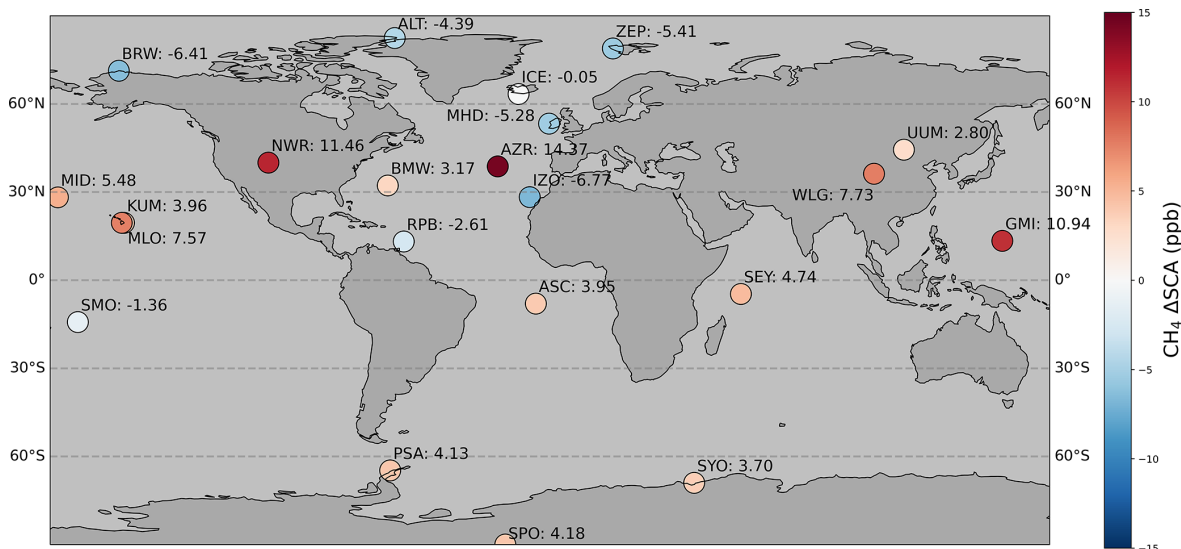 ALT: -4.39
ZEP: -5.41
BRW: -6.41
ICE: -0.05
60°N
60°N
MHD: -5.28
UUM: 2.80
NWR: 11.46
AZR: 14.37
BMW: 3.17
MID: 5.48
IZO: -6.77
30°N
WLG: 7.73
30°N
KUM: 3.96
RPB: -2.61
GMI: 10.94
MLO: 7.57
0°
SEY: 4.74
0°
ASC: 3.95
SMO: -1.36
30°S
30°S
60°S
PSA: 4.13
60°S
SYO: 3.70
SPO: 4.18
15
10
5
0
−5
−10
−15
CH₄ ΔSCA (ppb)